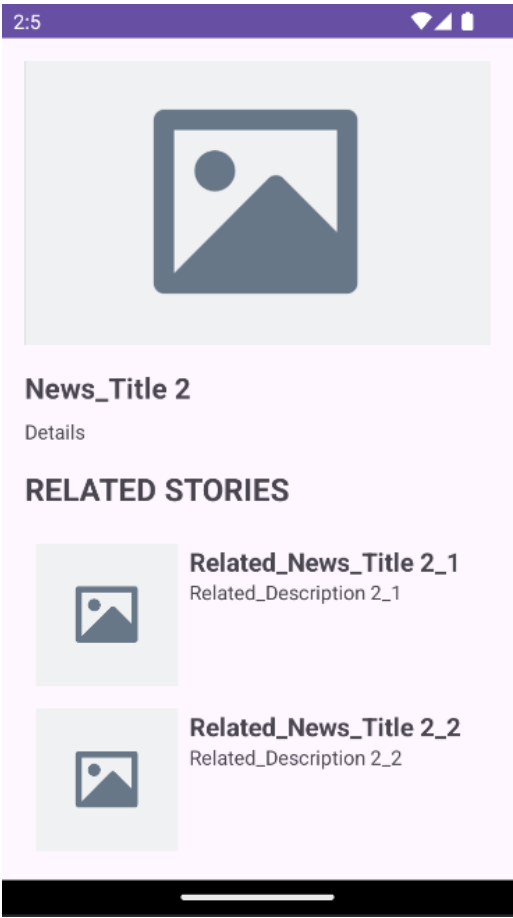 2:5
News_Title 2
Details
RELATED STORIES
Related_News_Title 2_1
Related_Description 2_1
Related_News_Title 2_2
Related_Description 2_2